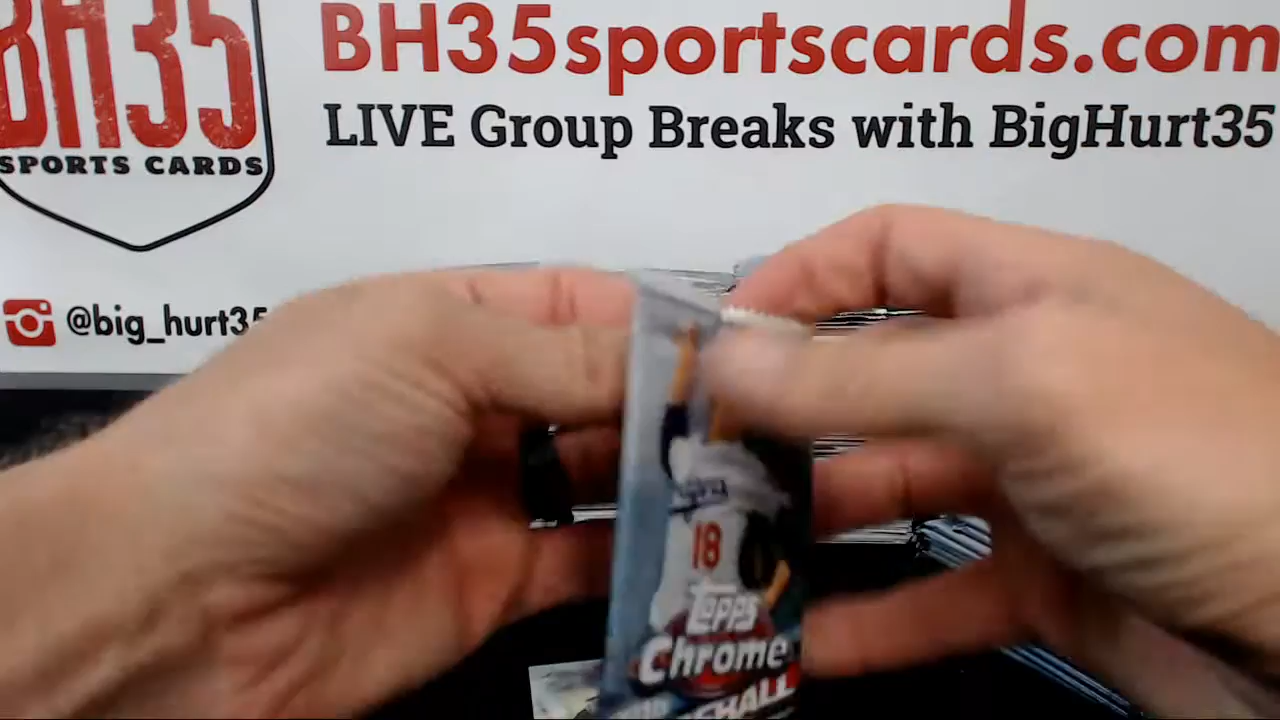 BH35
SPORTS CARDS
BH35sportscards.com
LIVE Group Breaks with BigHurt35
@big_hurt35
18
Topps
Chrome